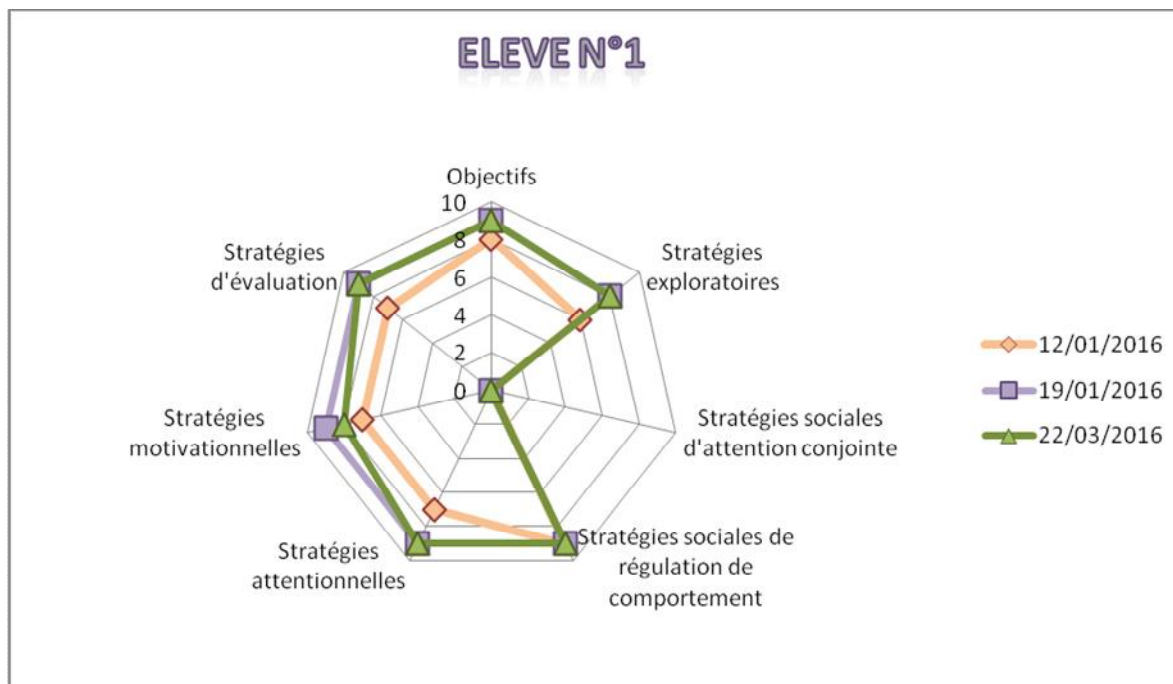 ELEVE N°1
Objectifs
10
8
6
4
2
0
Stratégies
exploratoires
Stratégies sociales
d'attention conjointe
Stratégies sociales de
régulation de
comportement
Stratégies
attentionnelles
Stratégies
motivationnelles
Stratégies
d'évaluation
12/01/2016
19/01/2016
22/03/2016